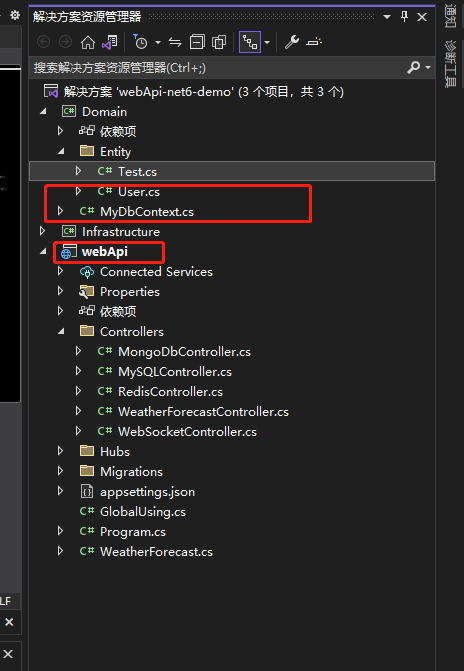 解决方案资源管理器
搜索解决方案资源管理器(Ctrl+;)
解决方案 'webApi-net6-demo' (3 个项目，共 3 个)
Domain
依赖项
Entity
C# Test.cs
C# User.cs
C# MyDbContext.cs
Infrastructure
webApi
Connected Services
Properties
依赖项
Controllers
C# MongoDbController.cs
C# MySQLController.cs
C# RedisController.cs
C# WeatherForecastController.cs
C# WebSocketController.cs
Hubs
Migrations
appsettings.json
C# GlobalUsing.cs
C# Program.cs
C# WeatherForecast.cs
LF
通知
诊断工具